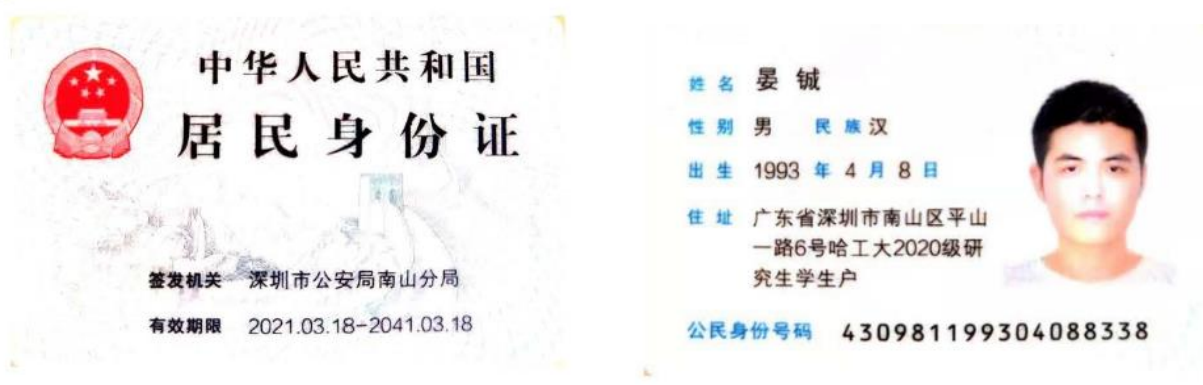 中华人民共和国
居民身份证
签发机关 深圳市公安局南山分局
有效期限 2021.03.18-2041.03.18
姓名 晏铖
性别 男 民族 汉
出生 1993 年 4 月 8 日
住址 广东省深圳市南山区平山
一路6号哈工大2020级研
究生学生户
公民身份号码 430981199304088338